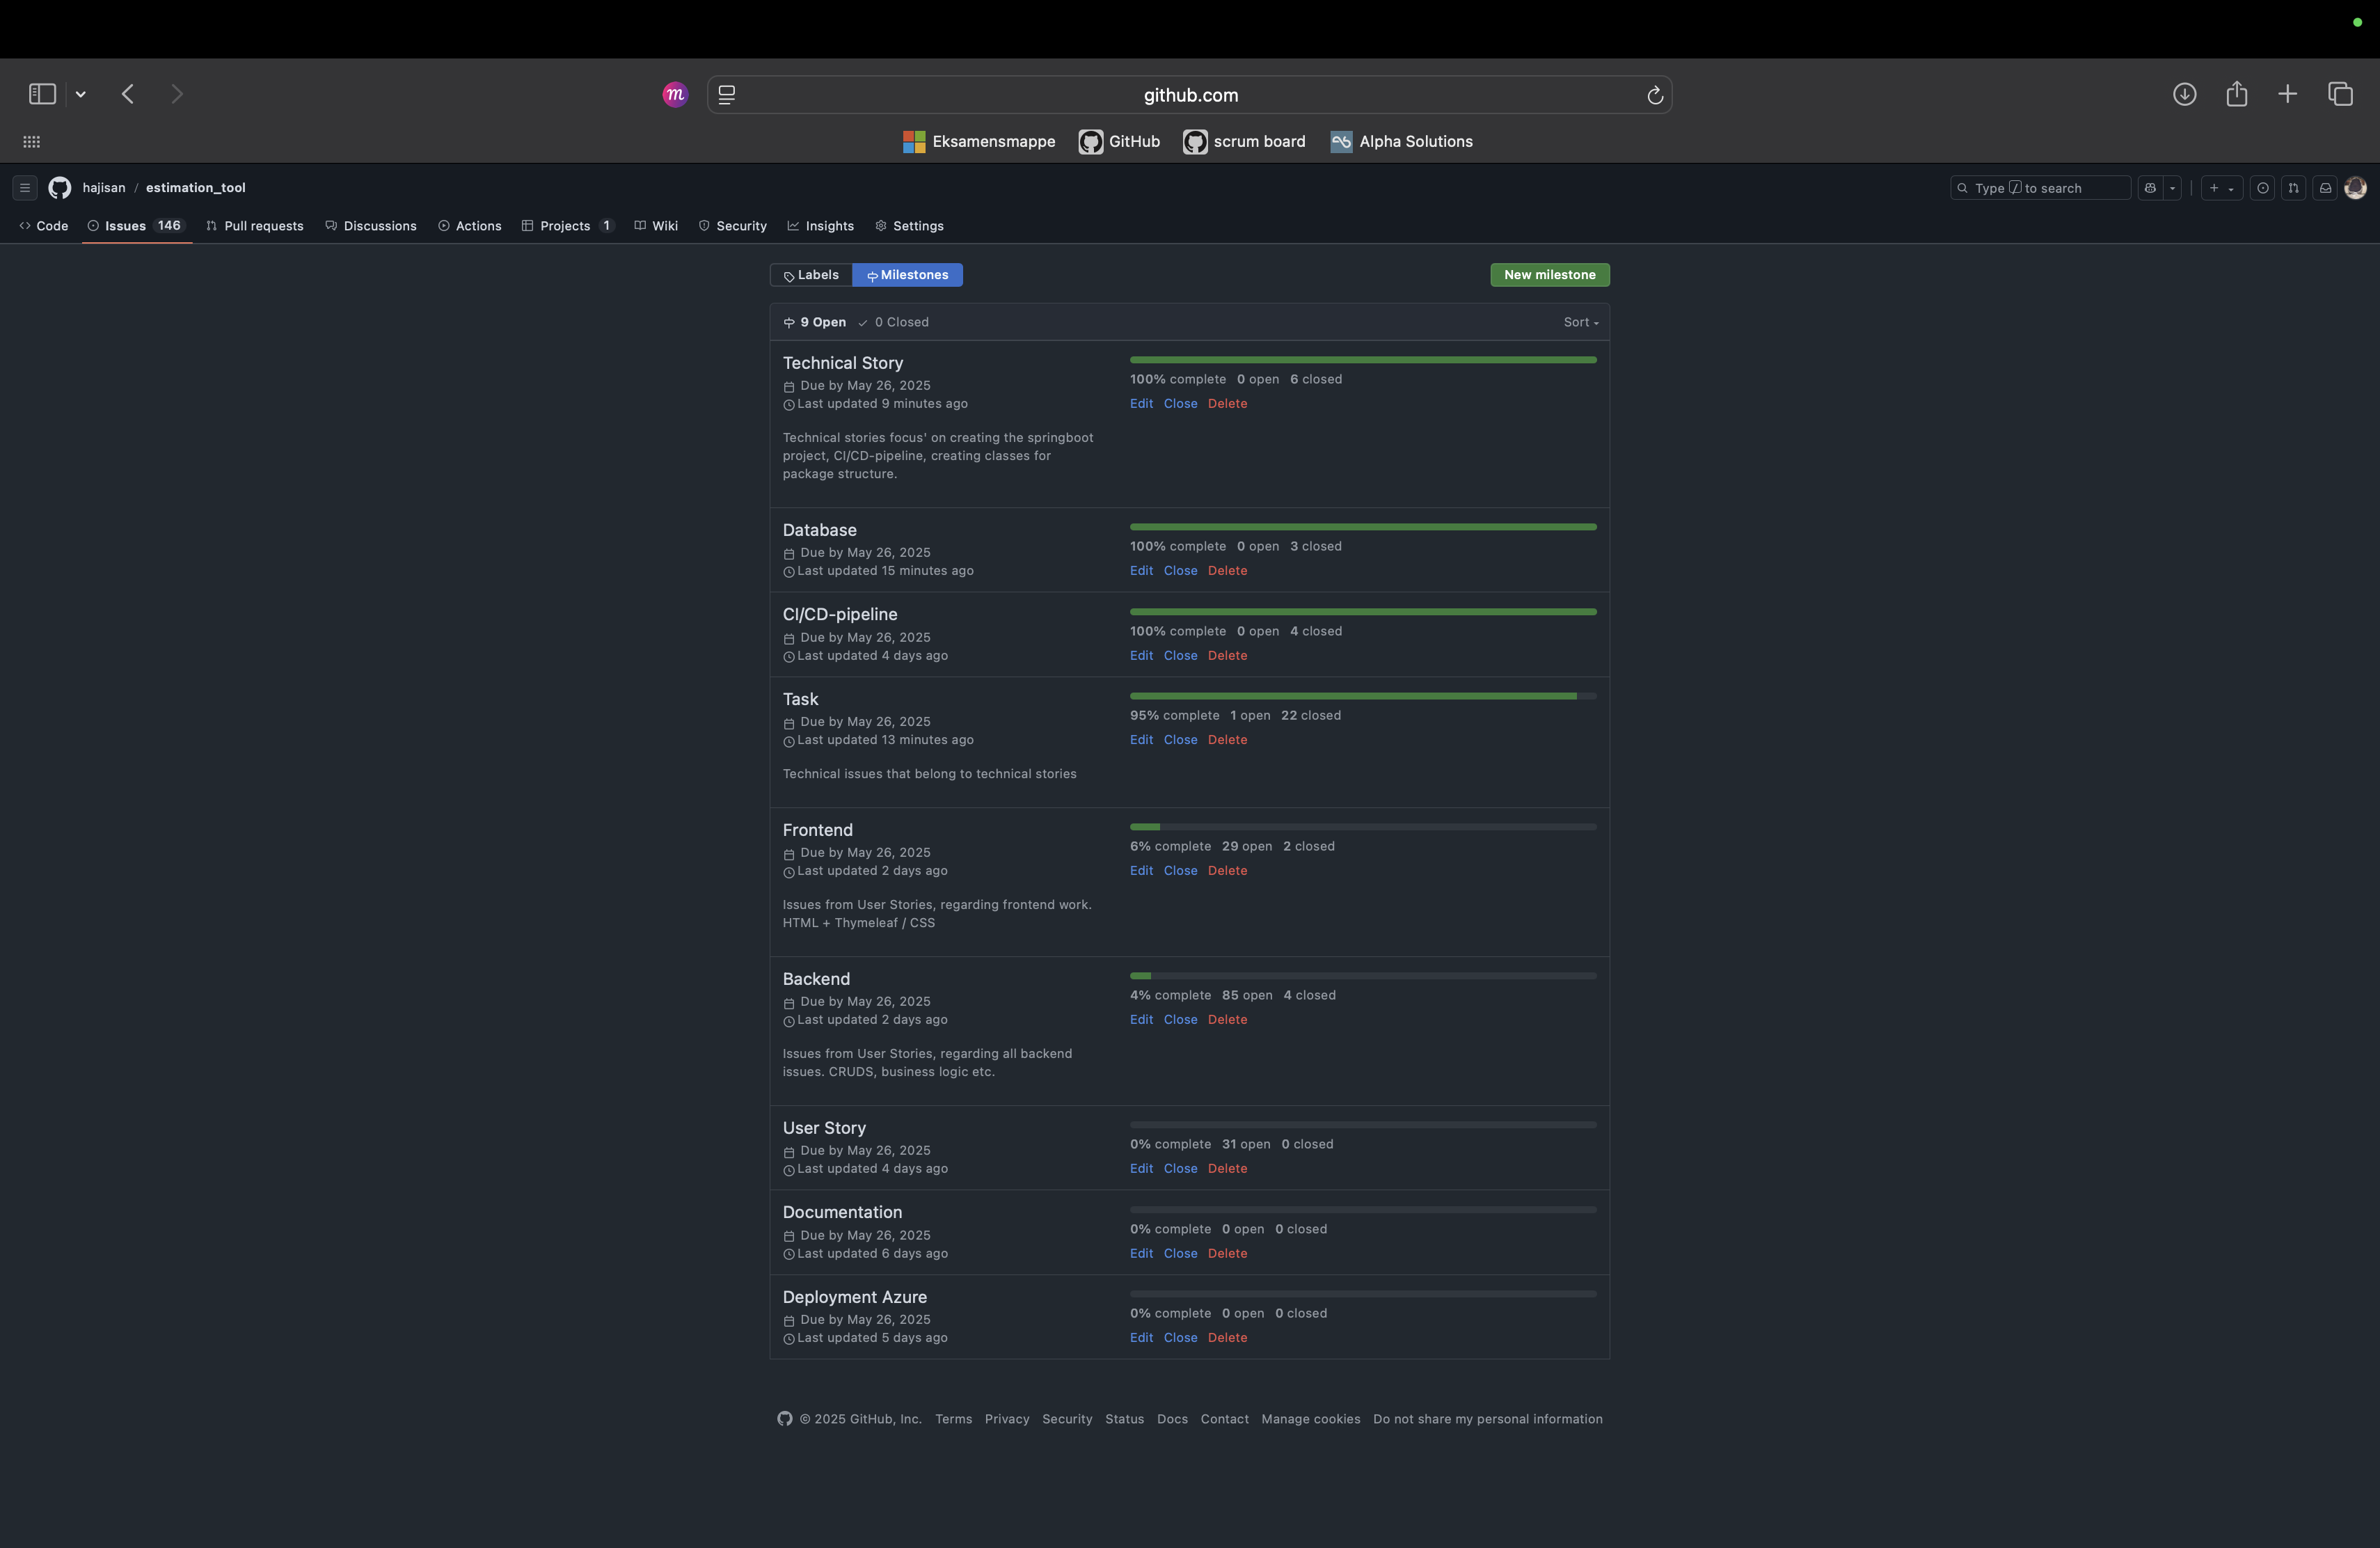 github.com
Eksamensmappe GitHub scrum board Alpha Solutions
hajisan / estimation_tool
Type / to search
Code Issues 146 Pull requests Discussions Actions Projects 1 Wiki Security Insights Settings
Labels Milestones New milestone
9 Open 0 Closed Sort
Technical Story
Due by May 26, 2025
Last updated 9 minutes ago
Technical stories focus' on creating the springboot
project, CI/CD-pipeline, creating classes for
package structure.
100% complete 0 open 6 closed
Edit Close Delete
Database
Due by May 26, 2025
Last updated 15 minutes ago
100% complete 0 open 3 closed
Edit Close Delete
CI/CD-pipeline
Due by May 26, 2025
Last updated 4 days ago
100% complete 0 open 4 closed
Edit Close Delete
Task
Due by May 26, 2025
Last updated 13 minutes ago
Technical issues that belong to technical stories
95% complete 1 open 22 closed
Edit Close Delete
Frontend
Due by May 26, 2025
Last updated 2 days ago
Issues from User Stories, regarding frontend work.
HTML + Thymeleaf / CSS
6% complete 29 open 2 closed
Edit Close Delete
Backend
Due by May 26, 2025
Last updated 2 days ago
Issues from User Stories, regarding all backend
issues. CRUDS, business logic etc.
4% complete 85 open 4 closed
Edit Close Delete
User Story
Due by May 26, 2025
Last updated 4 days ago
0% complete 31 open 0 closed
Edit Close Delete
Documentation
Due by May 26, 2025
Last updated 6 days ago
0% complete 0 open 0 closed
Edit Close Delete
Deployment Azure
Due by May 26, 2025
Last updated 5 days ago
0% complete 0 open 0 closed
Edit Close Delete
© 2025 GitHub, Inc. Terms Privacy Security Status Docs Contact Manage cookies Do not share my personal information